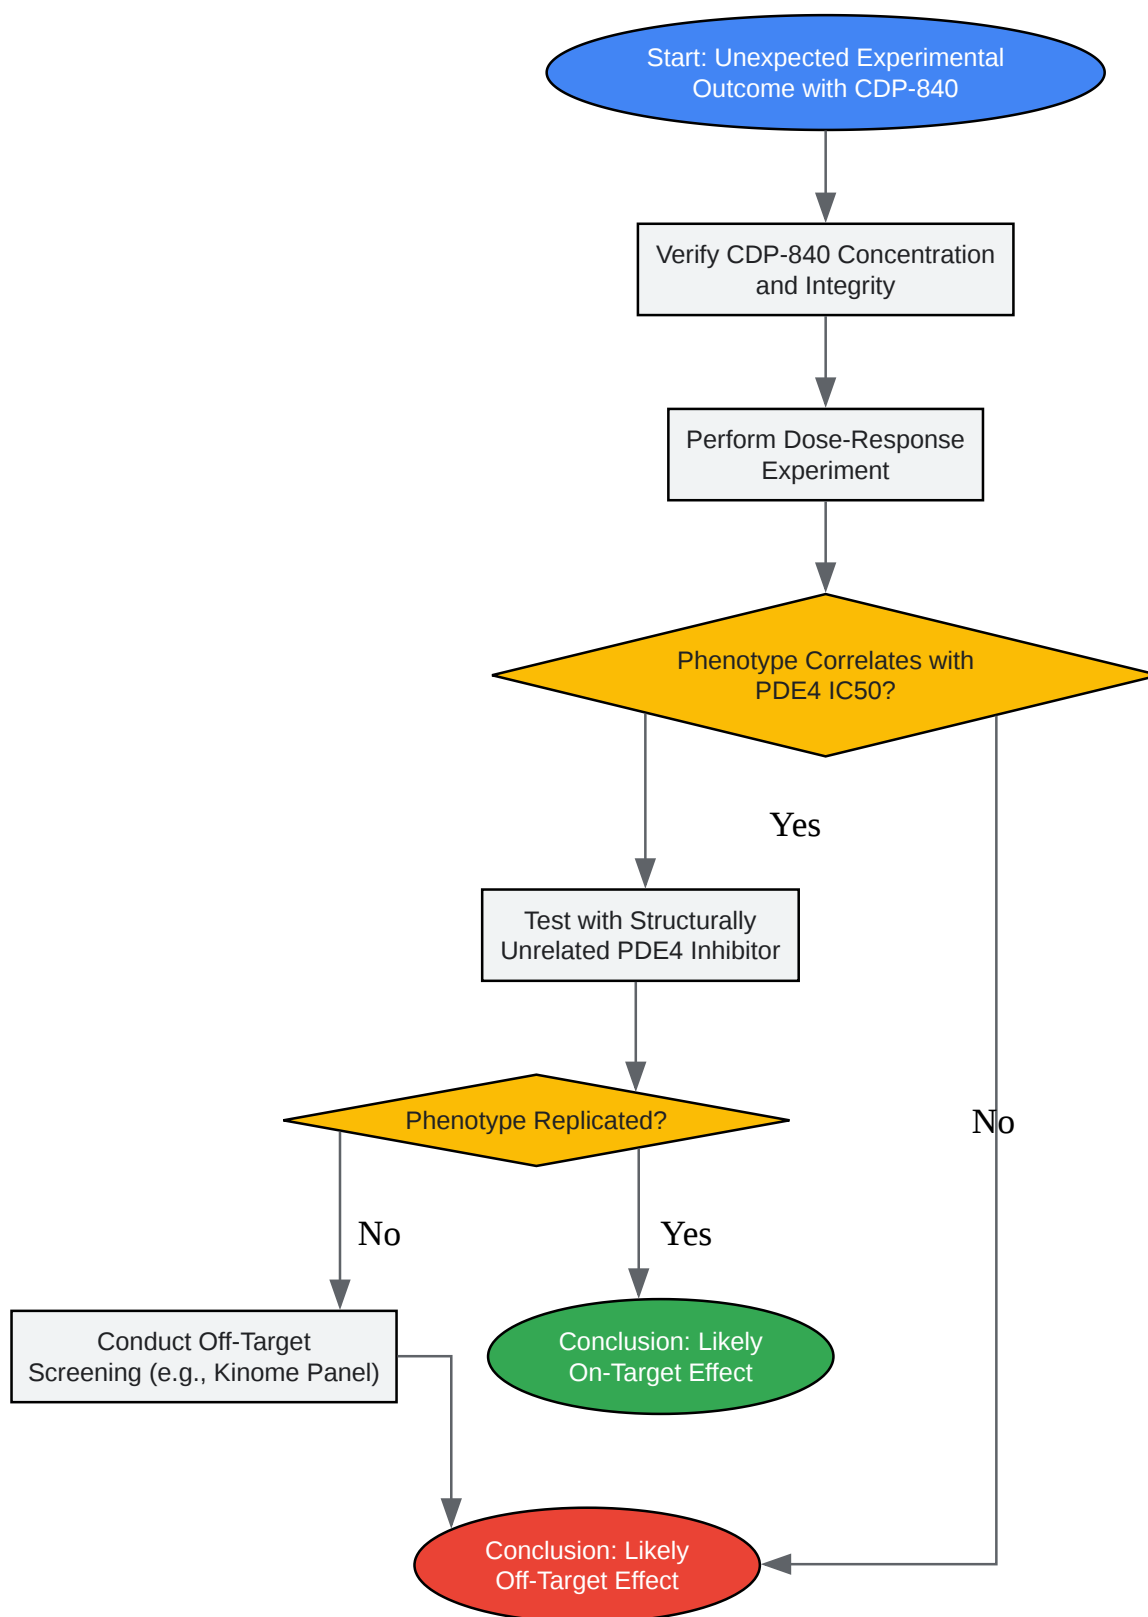 Start: Unexpected Experimental
Outcome with CDP-840
Verify CDP-840 Concentration
and Integrity
Perform Dose-Response
Experiment
Phenotype Correlates with
PDE4 IC50?
Yes
Test with Structurally
Unrelated PDE4 Inhibitor
Phenotype Replicated?
No
No
Yes
Conduct Off-Target
Screening (e.g., Kinome Panel)
Conclusion: Likely
On-Target Effect
Conclusion: Likely
Off-Target Effect